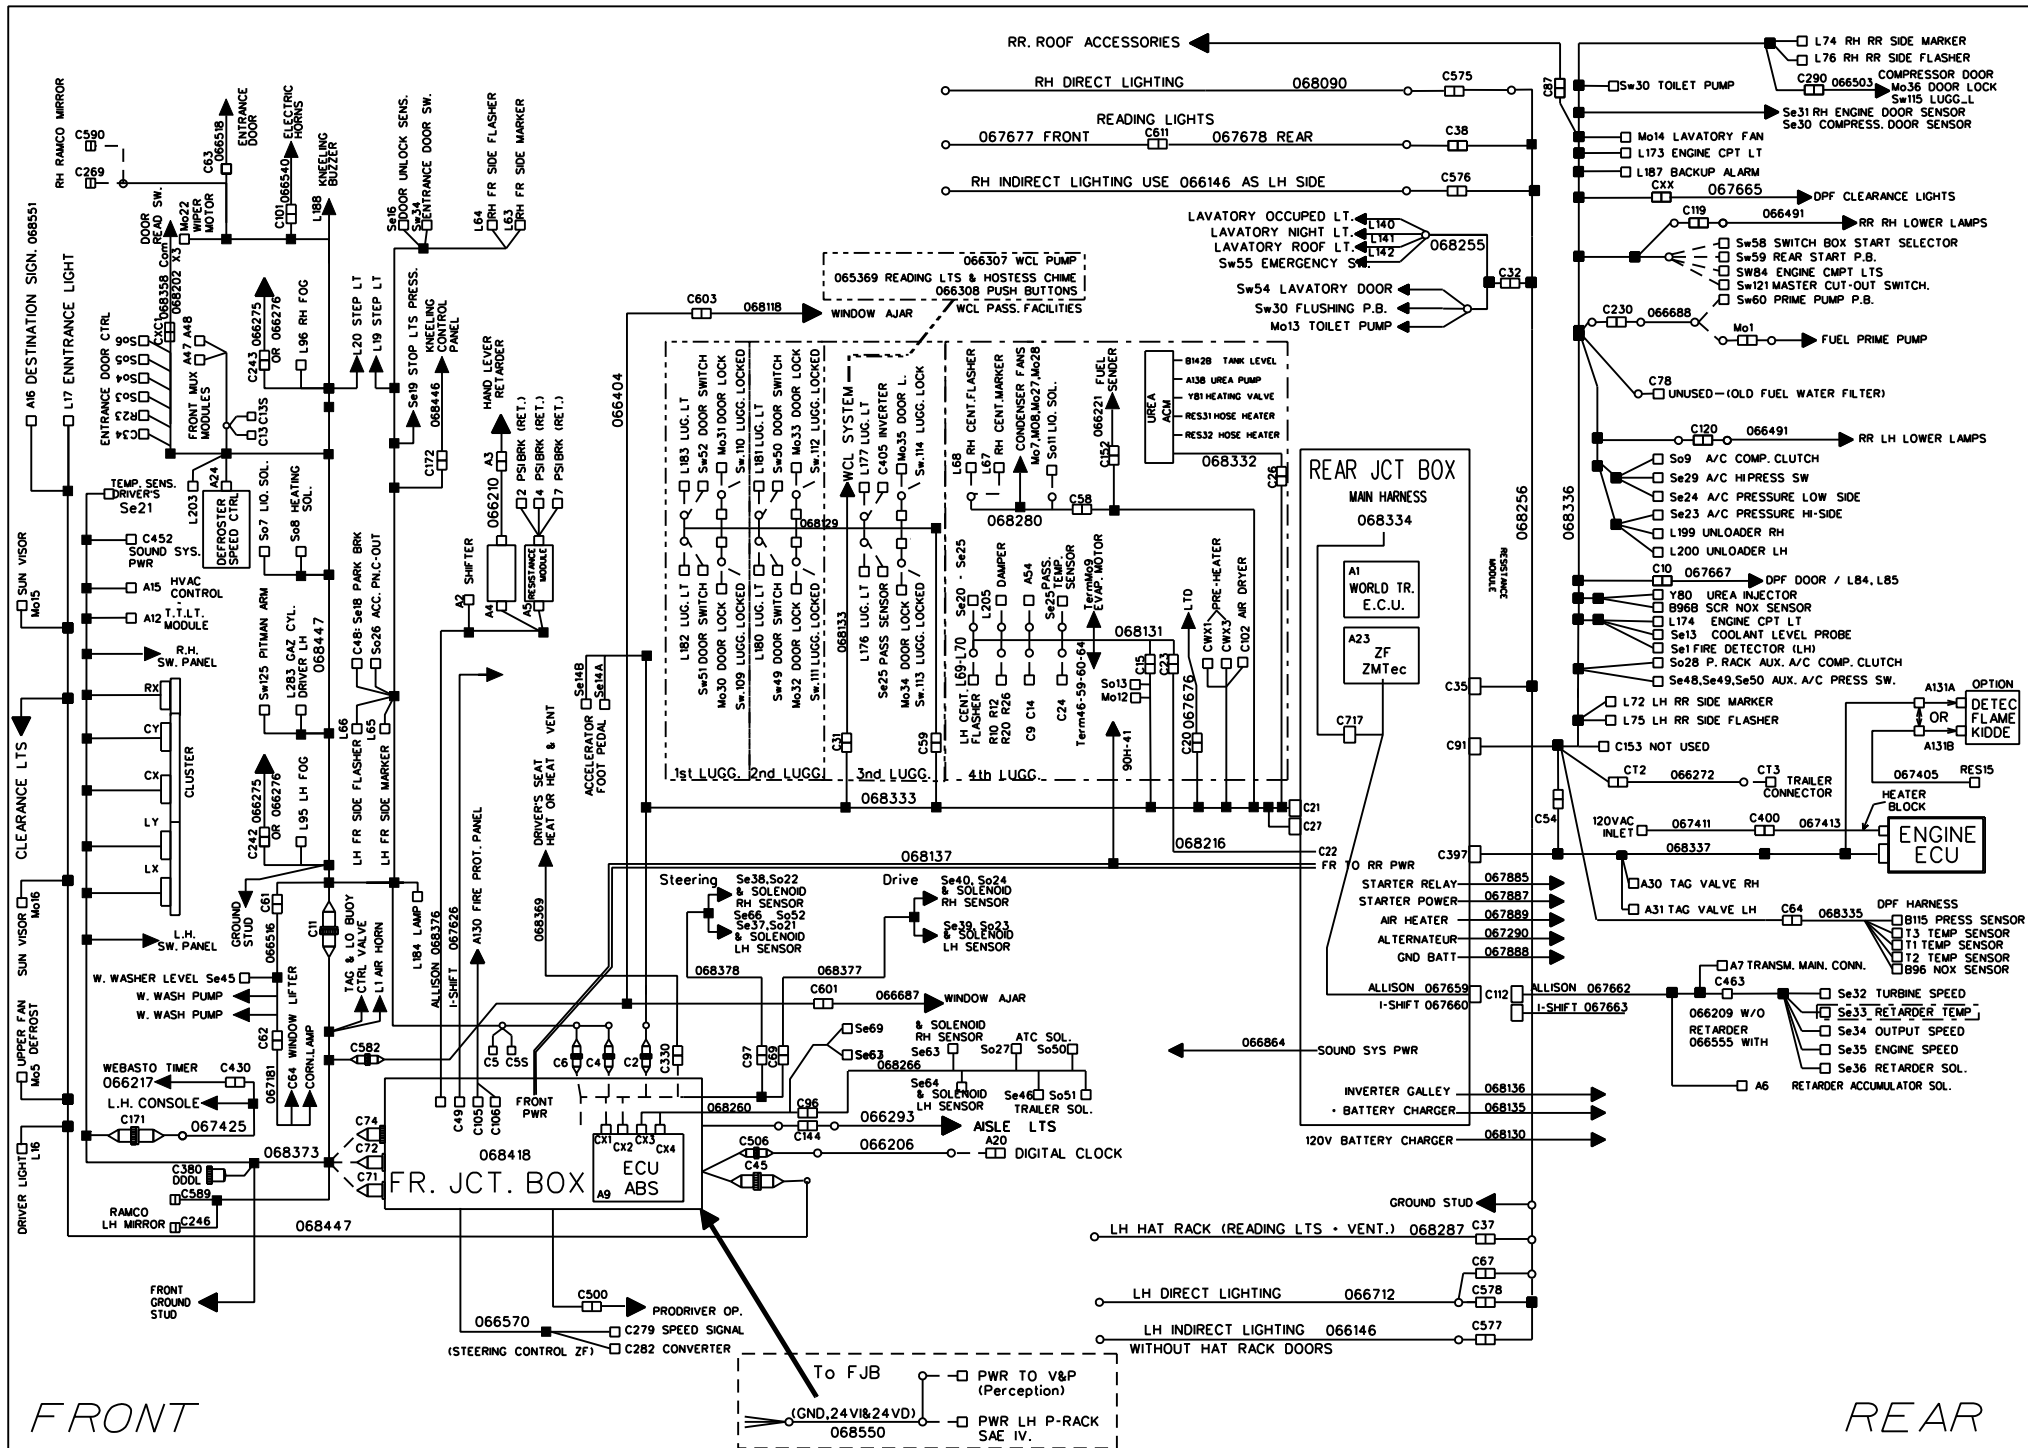 RR. ROOF ACCESSORIES
RH DIRECT LIGHTING 068090 C575
READING LIGHTS
067677 FRONT C611 067678 REAR C38
RH INDIRECT LIGHTING USE 066146 AS LH SIDE C576
LAVATORY OCCUPED LT. L140
LAVATORY NIGHT LT. L141
LAVATORY ROOF LT. L142
Sw55 EMERGENCY SW.
068255
C32
Sw54 LAVATORY DOOR
Sw30 FLUSHING P.B.
Mo13 TOILET PUMP
066307 WCL PUMP
065369 READING LTS & HOSTESS CHIME
066308 PUSH BUTTONS
WCL PASS. FACILITIES
C603 068118 WINDOW AJAR
C87
L74 RH RR SIDE MARKER
L76 RH RR SIDE FLASHER
C290 066503
COMPRESSOR DOOR
Mo36 DOOR LOCK
Sw115 LUGG_L
Sw30 TOILET PUMP
Se31 RH ENGINE DOOR SENSOR
Se30 COMPRESS. DOOR SENSOR
Mo14 LAVATORY FAN
L173 ENGINE CPT LT
L187 BACKUP ALARM
CXX 067665 DPF CLEARANCE LIGHTS
C119 066491 RR RH LOWER LAMPS
Sw58 SWITCH BOX START SELECTOR
Sw59 REAR START P.B.
SW84 ENGINE CMPT LTS
Sw121 MASTER CUT-OUT SWITCH.
Sw60 PRIME PUMP P.B.
C230 066688
Mo1 FUEL PRIME PUMP
C78
UNUSED-(OLD FUEL WATER FILTER)
C120 066491 RR LH LOWER LAMPS
So9 A/C COMP. CLUTCH
Se29 A/C HIPRESS SW
Se24 A/C PRESSURE LOW SIDE
Se23 A/C PRESSURE HI-SIDE
L199 UNLOADER RH
L200 UNLOADER LH
C10 067667 DPF DOOR / L84, L85
Y80 UREA INJECTOR
B96B SCR NOX SENSOR
L174 ENGINE CPT LT
Se13 COOLANT LEVEL PROBE
Se1 FIRE DETECTOR (LH)
So28 P. RACK AUX. A/C COMP. CLUTCH
Se48,Se49,Se50 AUX. A/C PRESS SW.
L72 LH RR SIDE MARKER
L75 LH RR SIDE FLASHER
C153 NOT USED
A131A OPTION
OR
DETEC
FLAME
KIDDE
A131B
CT2 066272 CT3 TRAILER
CONNECTOR
067405 RES15
HEATER
BLOCK
C54
120VAC
INLET
067411 C400 067413
ENGINE
ECU
068337
A30 TAG VALVE RH
A31 TAG VALVE LH
C64 068335
DPF HARNESS
B115 PRESS SENSOR
T3 TEMP SENSOR
T1 TEMP SENSOR
T2 TEMP SENSOR
B96 NOX SENSOR
A7 TRANSM. MAIN. CONN.
ALLISON 067662 C463
I-SHIFT 067663
066209 W/O
RETARDER
066555 WITH
Se32 TURBINE SPEED
Se33 RETARDER TEMP
Se34 OUTPUT SPEED
Se35 ENGINE SPEED
Se36 RETARDER SOL.
A6 RETARDER ACCUMULATOR SOL.
068256
068336
RESISTANCE
MODULE
REAR JCT BOX
MAIN HARNESS
068334
A1
WORLD TR.
E.C.U.
A23
ZF
ZMTec
C717
C35
C91
C397
C112
C26
C21
C27
C22
FR TO RR PWR
STARTER RELAY 067885
STARTER POWER 067887
AIR HEATER 067889
ALTERNATEUR 067290
GND BATT 067888
ALLISON 067659
I-SHIFT 067660
066864 SOUND SYS PWR
INVERTER GALLEY 068136
• BATTERY CHARGER 068135
120V BATTERY CHARGER 068130
GROUND STUD
LH HAT RACK (READING LTS • VENT.) 068287 C37
C67
LH DIRECT LIGHTING 066712 C578
LH INDIRECT LIGHTING 066146 C577
WITHOUT HAT RACK DOORS
RH RAMCO MIRROR
C590
C269
C63 066518
ENTRANCE
DOOR
C101 066540
ELECTRIC
HORNS
L188 KNEELING
BUZZER
DOOR
READ SW.
Mo22
WIPER
MOTOR
CXC1 068358 Com
068202 X3
A16 DESTINATION SIGN. 068551
L17 ENTRANCE LIGHT
ENTRANCE DOOR CTRL
So6
So5
So4
So3
R23
C34
A47 A48
FRONT MUX
MODULES
C13 C13S
C243 066275
OR 066276
L96 RH FOG
L20 STEP LT
L19 STEP LT
Se16
DOOR UNLOCK SENS.
Sw34
ENTRANCE DOOR SW.
L64
RH FR SIDE FLASHER
L63
RH FR SIDE MARKER
Se19 STOP LTS PRESS.
KNEELING
CONTROL
PANEL
068446
C172
HAND LEVER
RETARDER
A3
066210
2 PSI BRK (RET.)
4 PSI BRK (RET.)
7 PSI BRK (RET.)
RESISTANCE
MODULE
A2 SHIFTER
A4
A5
TEMP. SENS.
DRIVER'S
Se21
C452
SOUND SYS.
PWR
A15 HVAC
CONTROL
A12 T.T.LT.
MODULE
R.H.
SW. PANEL
RX
CY
CX
LY
LX
CLUSTER
L.H.
SW. PANEL
L203
A24
DEFROSTER
SPEED CTRL
So7 LIQ. SOL.
So8 HEATING
SOL.
Sw125 PITMAN ARM
L283 GAZ CYL.
DRIVER LH
068447
C48: Se18 PARK BRK
So26 ACC. PN.C-OUT
L66
LH FR SIDE FLASHER
L65
LH FR SIDE MARKER
C242 066275
OR 066276
L95 LH FOG
GROUND
STUD
C61
066516
C11
TAG & LO BUOY
CTRL VALVE
L1 AIR HORN
L184 LAMP
SUN VISOR
Mo15
CLEARANCE LTS
SUN VISOR
Mo16
UPPER FAN
Mo5 DEFROST
DRIVER LIGHT
L16
W. WASHER LEVEL Se45
W. WASH PUMP
W. WASH PUMP
C62
067181
C64 WINDOW LIFTER
CORN.LAMP
WEBASTO TIMER
066217
C430
L.H. CONSOLE
C171
067425
068373
C380
DDDL
C589
RAMCO
LH MIRROR
C246
068447
FRONT
GROUND
STUD
C582
C74
C72
C71
ALLISON 068376
I-SHIFT 067626
A130 FIRE PROT. PANEL
C49
C105
C106
FRONT
PWR
068369
DRIVER'S SEAT
HEAT OR HEAT & VENT
ACCELERATOR
FOOT PEDAL
Se14B
Se14A
066404
C5 C5S
C6
C4
C2
C330
C97
C69
068418
FR. JCT. BOX
CX1
CX2
CX3
CX4
ECU
ABS
A9
068260
C96
C144 066293 AISLE LTS
C506 066206 A20 DIGITAL CLOCK
C45
C500 PRODRIVER OP.
066570
C279 SPEED SIGNAL
(STEERING CONTROL ZF) C282 CONVERTER
To FJB
PWR TO V&P
(Perception)
(GND,24VI&24VD)
068550
PWR LH P-RACK
SAE IV.
Steering
Se38,So22
& SOLENOID
RH SENSOR
Se66 So52
Se37,So21
& SOLENOID
LH SENSOR
Drive
Se40, So24
& SOLENOID
RH SENSOR
Se39, So23
& SOLENOID
LH SENSOR
068378
068377
C601 066687 WINDOW AJAR
Se69
Se63
& SOLENOID
RH SENSOR
Se63
068266
Se64
& SOLENOID
LH SENSOR
ATC SOL.
So27 So50
Se46 So51
TRAILER SOL.
L183 LUG. LT
Sw52 DOOR SWITCH
Mo31 DOOR LOCK
Sw.110 LUGG. LOCKED
L181 LUG. LT
Sw50 DOOR SWITCH
Mo33 DOOR LOCK
Sw.112 LUGG. LOCKED
WCL SYSTEM
L177 LUG. LT
C405 INVERTER
Mo35 DOOR L.
Sw.114 LUGG. LOCK
068129
L182 LUG. LT
Sw51 DOOR SWITCH
Mo30 DOOR LOCK
Sw.109 LUGG. LOCKED
L180 LUG. LT
Sw49 DOOR SWITCH
Mo32 DOOR LOCK
Sw.111 LUGG. LOCKED
068133
L176 LUG. LT
Se25 PASS SENSOR
Mo34 DOOR LOCK
Sw.113 LUGG. LOCK
C31
C59
1st LUGG. 2nd LUGG. 3nd LUGG. 4th LUGG.
L68
RH CENT.FLASHER
L67
RH CENT.MARKER
CONDENSER FANS
Mo7,MO8,Mo27,Mo28
So11 LIQ. SOL.
C152 066221
FUEL
SENDER
C58
068280
UREA
ACM
B142B TANK LEVEL
A138 UREA PUMP
Y81 HEATING VALVE
RES31 HOSE HEATER
RES32 HOSE HEATER
068332
Se20 - Se25
L205 DAMPER
A54
Se25 PASS.
TEMP.
SENSOR
TermMo9
EVAP. MOTOR
LTD
PRE-HEATER
CWX1
CWX3
C102 AIR DRYER
068131
LH CENT. L69-L70
FLASHER
R10 R12
R20 R26
C9 C14
C24
Term46-59-60-64
So13
Mo12
C15
C23
90H-41
C20 067676
068333
068216
068137
FRONT
REAR